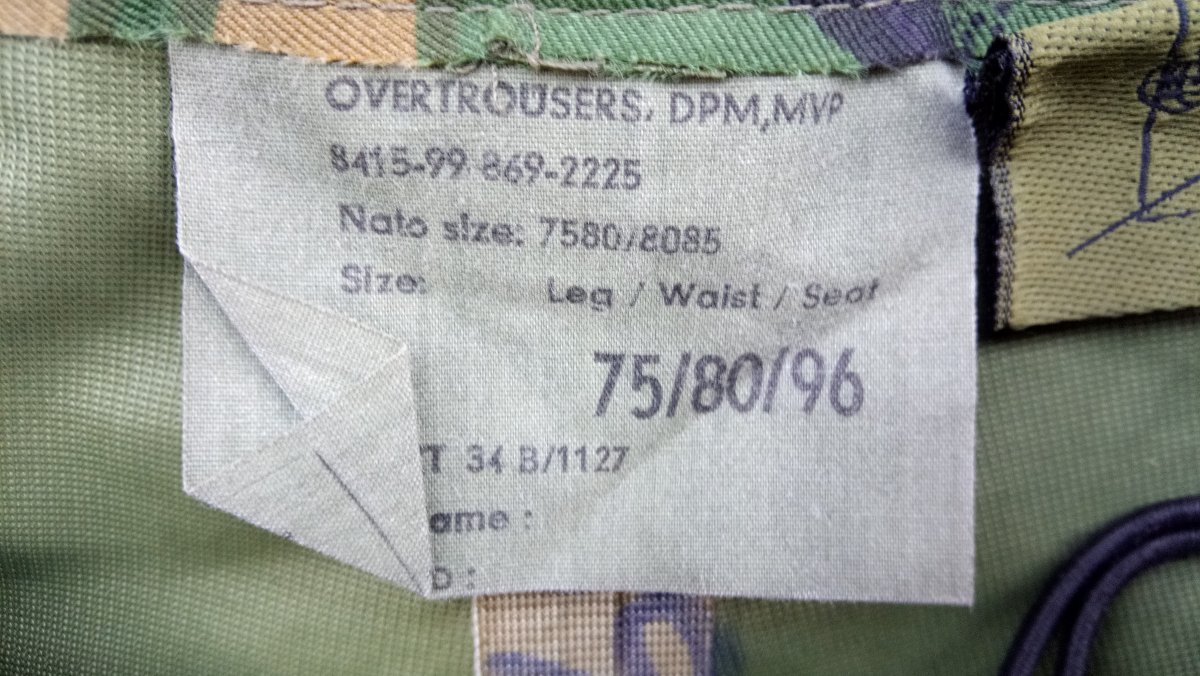 OVERTROUSERS, DPM,MVP
8415-99 869-2225
Nato size: 7580/8085
Size: Leg / Waist / Seat
75/80/96
T 34 B/1127
ame :
o :